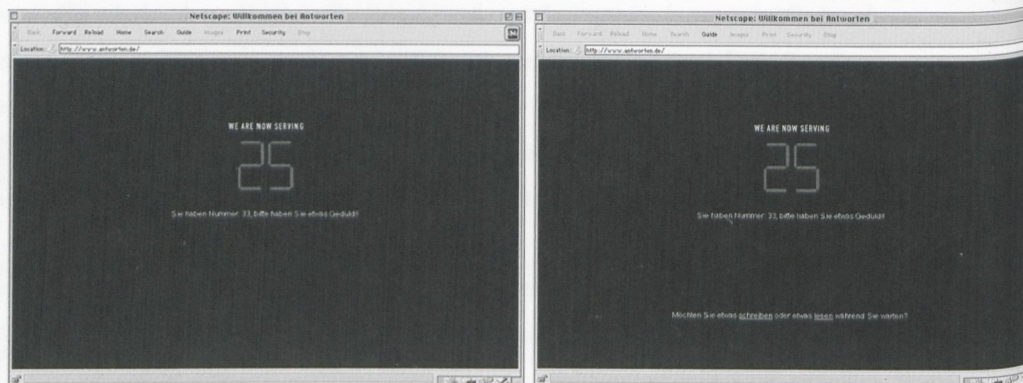 Netscape: Willkommen bei Antworten
Back Forward Reload Home Search Guide Images Print Security Stop
Location: http://www.antworten.de/
WE ARE NOW SERVING
25
Sie haben Nummer 33, bitte haben Sie etwas Geduld!
Netscape: Willkommen bei Antworten
Back Forward Reload Home Search Guide Images Print Security Stop
Location: http://www.antworten.de/
WE ARE NOW SERVING
25
Sie haben Nummer 33, bitte haben Sie etwas Geduld!
Möchten Sie etwas schreiben oder etwas lesen während Sie warten?